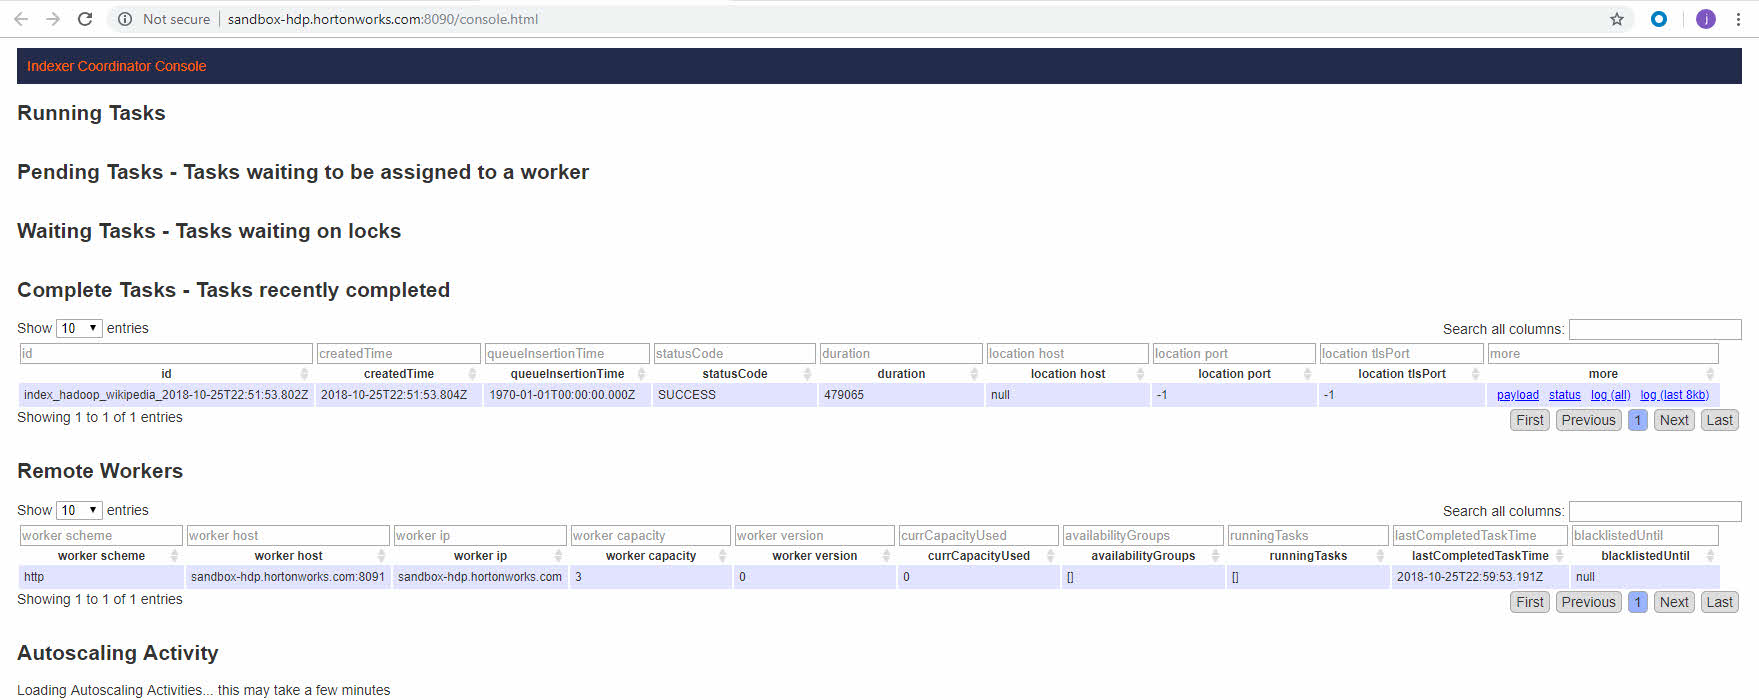 Not secure | sandbox-hdp.hortonworks.com:8090/console.html j
Indexer Coordinator Console
Running Tasks
Pending Tasks - Tasks waiting to be assigned to a worker
Waiting Tasks - Tasks waiting on locks
Complete Tasks - Tasks recently completed
Show 10 entries Search all columns:
id createdTime queueInsertionTime statusCode duration location host location port location tlsPort more
id createdTime queueInsertionTime statusCode duration location host location port location tlsPort more
index_hadoop_wikipedia_2018-10-25T22:51:53.802Z 2018-10-25T22:51:53.804Z 1970-01-01T00:00:00.000Z SUCCESS 479065 null -1 -1 payload status log (all) log (last 8kb)
Showing 1 to 1 of 1 entries First Previous 1 Next Last
Remote Workers
Show 10 entries Search all columns:
worker scheme worker host worker ip worker capacity worker version currCapacityUsed availabilityGroups runningTasks lastCompletedTaskTime blacklistedUntil
worker scheme worker host worker ip worker capacity worker version currCapacityUsed availabilityGroups runningTasks lastCompletedTaskTime blacklistedUntil
http sandbox-hdp.hortonworks.com:8091 sandbox-hdp.hortonworks.com 3 0 0 [] [] 2018-10-25T22:59:53.191Z null
Showing 1 to 1 of 1 entries First Previous 1 Next Last
Autoscaling Activity
Loading Autoscaling Activities... this may take a few minutes